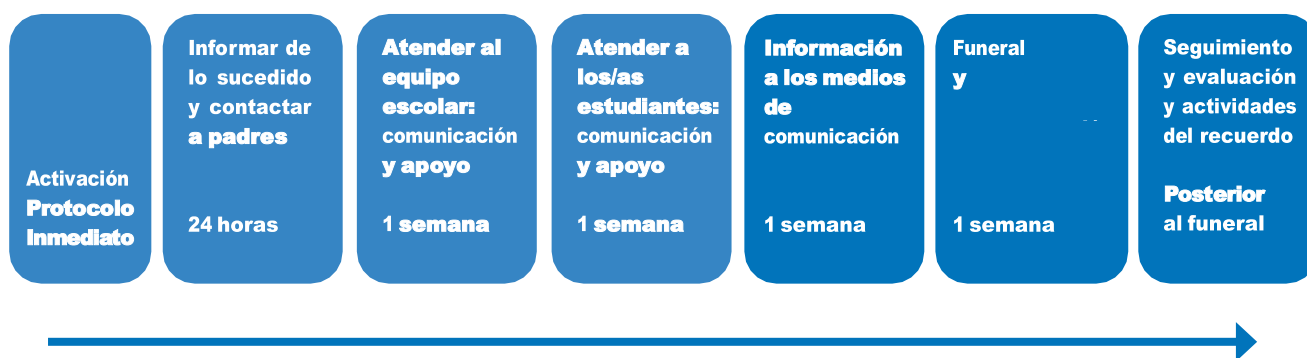 Activación
Protocolo
Inmediato
Informar de
lo sucedido
y contactar
a padres
24 horas
Atender al
equipo
escolar:
comunicación
y apoyo
1 semana
Atender a
los/as
estudiantes:
comunicación
y apoyo
1 semana
Información
a los medios
de
comunicación
1 semana
Funeral
y
1 semana
Seguimiento
y evaluación
y actividades
del recuerdo
Posterior
al funeral